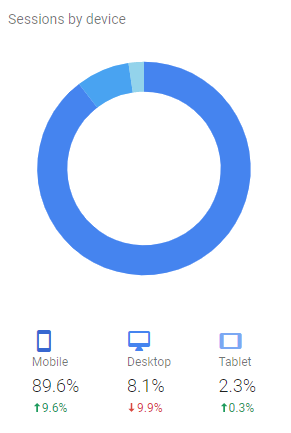 Sessions by device
Mobile Desktop Tablet
89.6% 8.1% 2.3%
↑9.6% ↓9.9% ↑0.3%